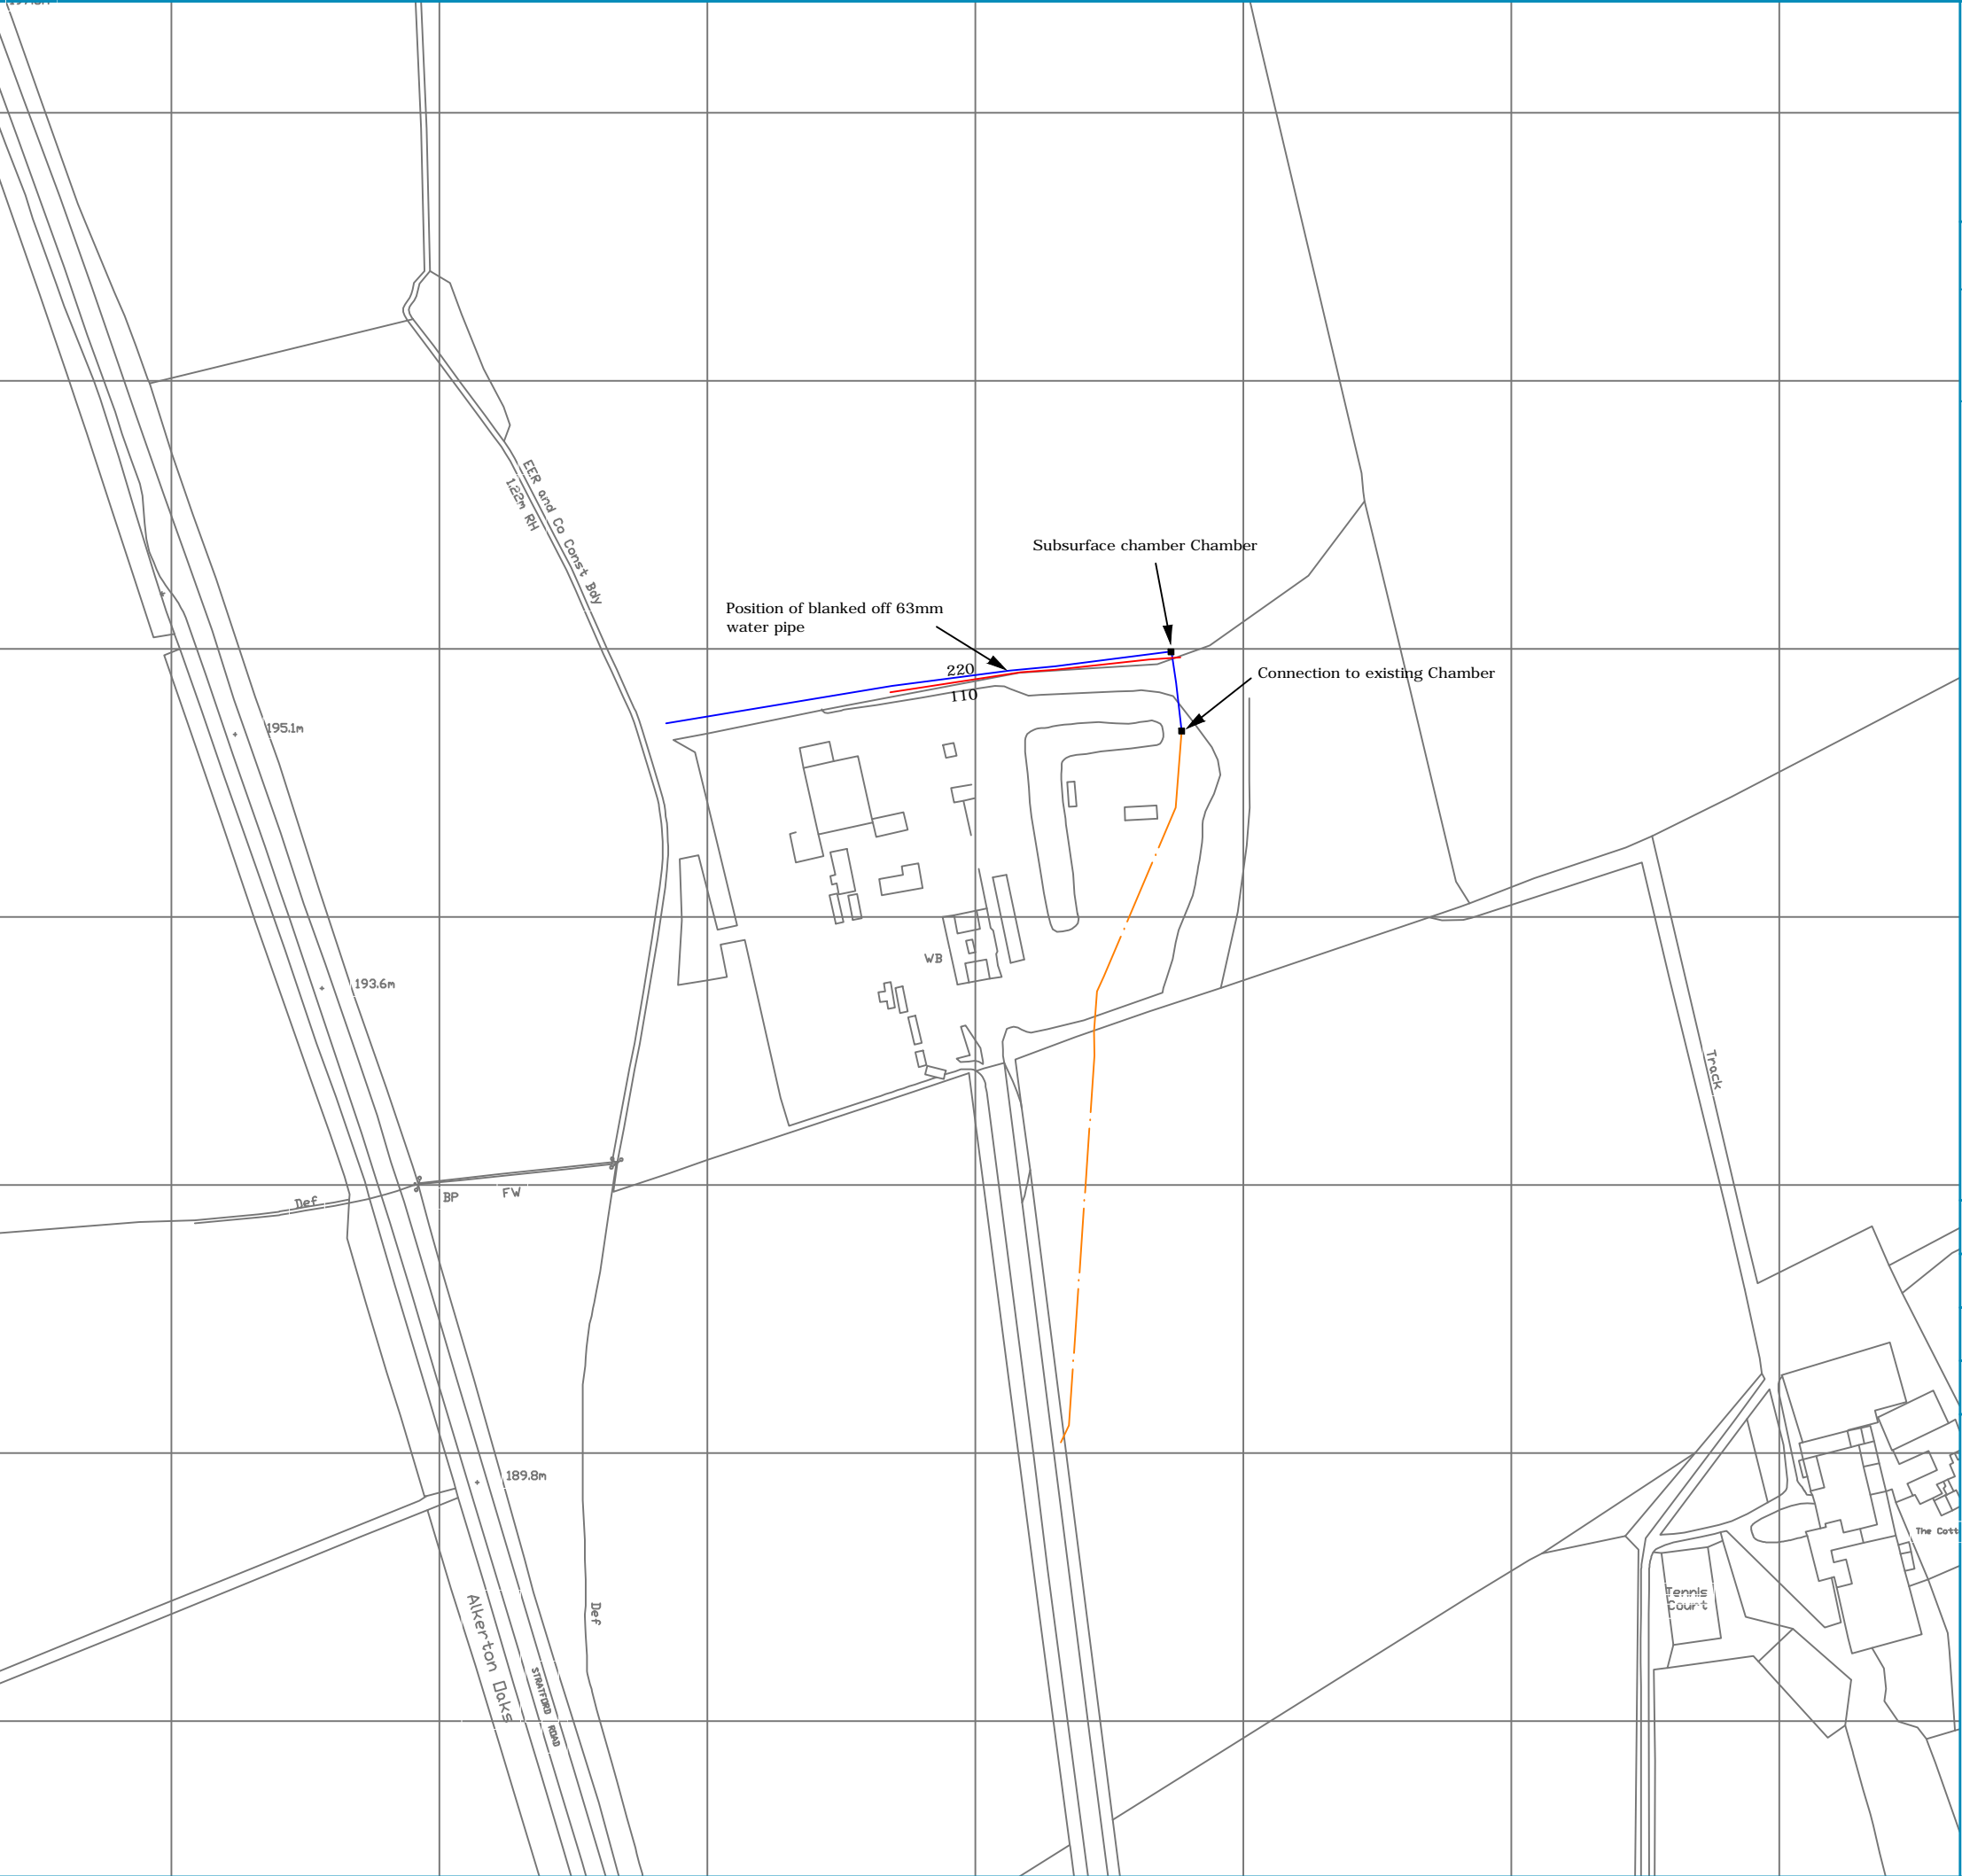 EER and Co Const Bdy
1.22m RH
Subsurface chamber Chamber
Position of blanked off 63mm
water pipe
220
110
Connection to existing Chamber
195.1m
193.6m
WB
Track
Def
BP
FW
189.8m
Def
Alkerton Oaks
STRATFORD ROAD
The Cott
Tennis
Court